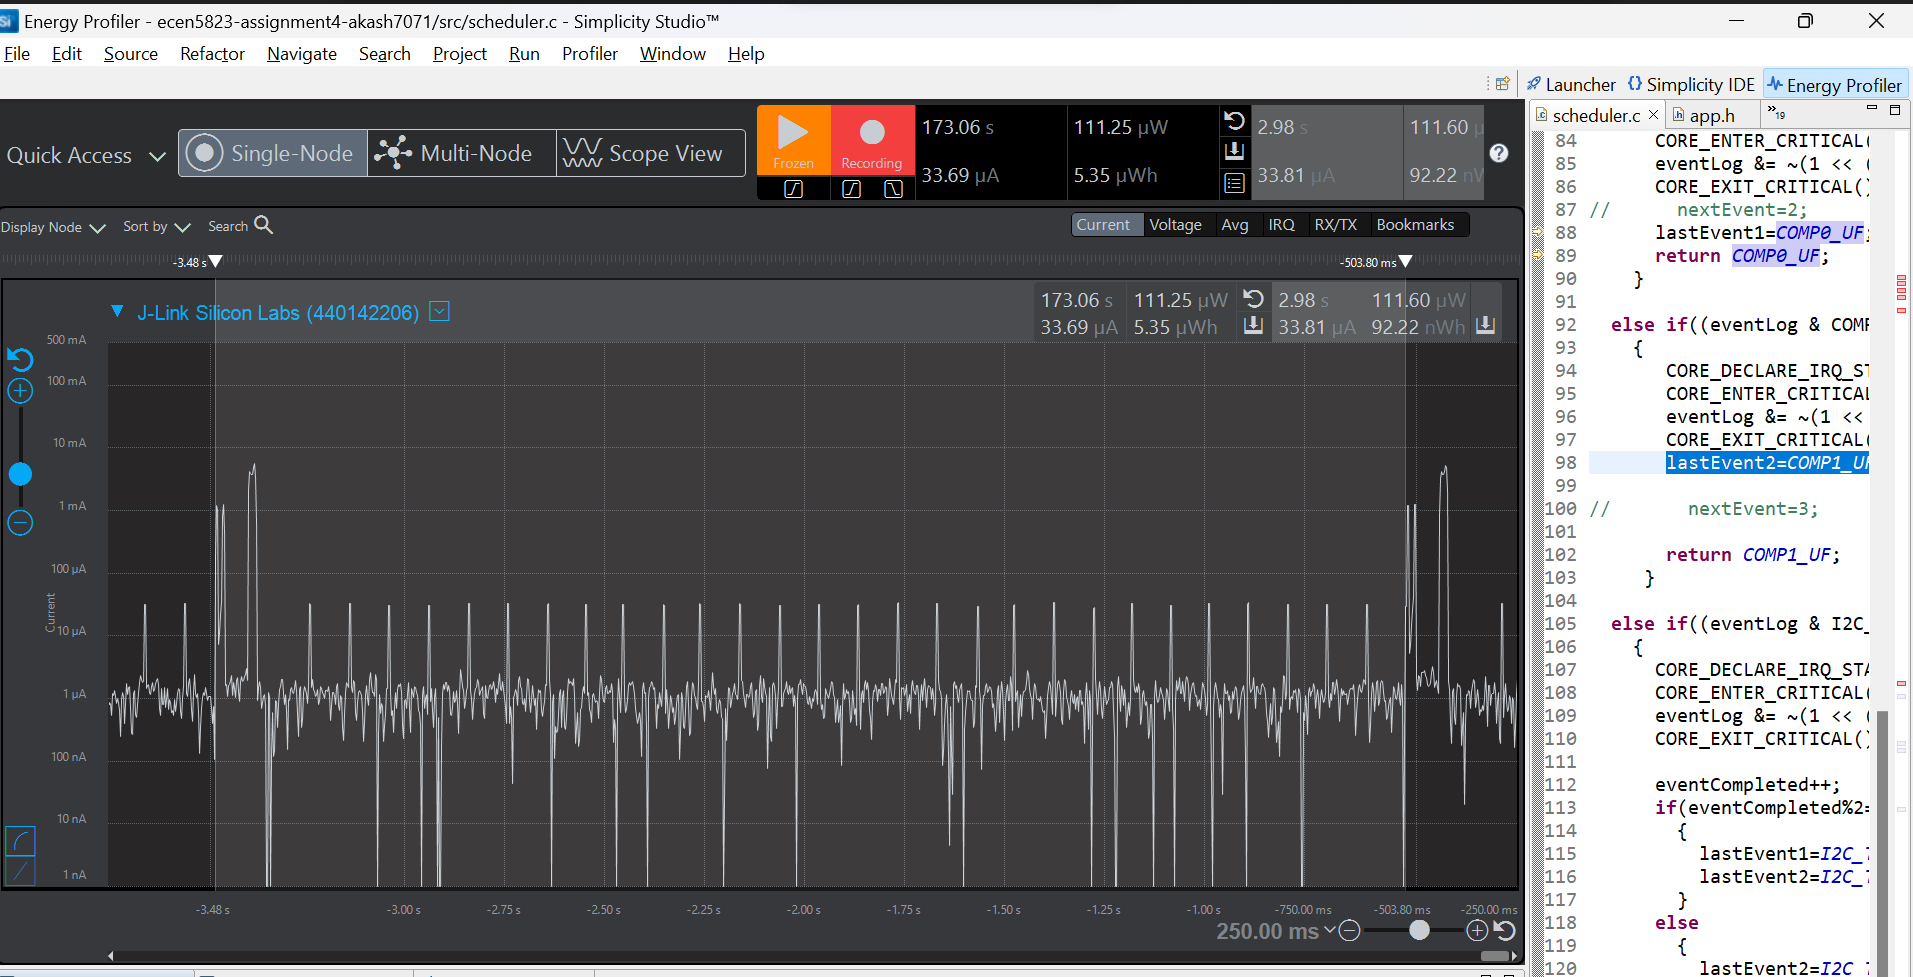 Energy Profiler - ecen5823-assignment4-akash7071/src/scheduler.c - Simplicity Studio™
File Edit Source Refactor Navigate Search Project Run Profiler Window Help
Launcher {} Simplicity IDE Energy Profiler
Quick Access Single-Node Multi-Node Scope View
Frozen Recording
173.06 s 111.25 µW 2.98 s 111.60 µ
33.69 µA 5.35 µWh 33.81 µA 92.22 nW
Display Node Sort by Search
Current Voltage Avg IRQ RX/TX Bookmarks
-3.48 s -503.80 ms
J-Link Silicon Labs (440142206)
173.06 s 111.25 µW 2.98 s 111.60 µW
33.69 µA 5.35 µWh 33.81 µA 92.22 nWh
500 mA
100 mA
10 mA
1 mA
100 µA
10 µA
1 µA
100 nA
10 nA
1 nA
Current
-3.48 s -3.00 s -2.75 s -2.50 s -2.25 s -2.00 s -1.75 s -1.50 s -1.25 s -1.00 s -750.00 ms -503.80 ms -250.00 ms
250.00 ms
scheduler.c app.h »19
84 CORE_ENTER_CRITICAL(
85 eventLog &= ~(1 << (
86 CORE_EXIT_CRITICAL()
87 // nextEvent=2;
88 lastEvent1=COMP0_UF;
89 return COMP0_UF;
90 }
91
92 else if((eventLog & COMP
93 {
94 CORE_DECLARE_IRQ_ST
95 CORE_ENTER_CRITICAL
96 eventLog &= ~(1 <<
97 CORE_EXIT_CRITICAL(
98 lastEvent2=COMP1_UF
99
100 // nextEvent=3;
101
102 return COMP1_UF;
103 }
104
105 else if((eventLog & I2C_
106 {
107 CORE_DECLARE_IRQ_STA
108 CORE_ENTER_CRITICAL(
109 eventLog &= ~(1 << (
110 CORE_EXIT_CRITICAL()
111
112 eventCompleted++;
113 if(eventCompleted%2=
114 {
115 lastEvent1=I2C_T
116 lastEvent2=I2C_T
117 }
118 else
119 {
120 lastEvent2=I2C_T